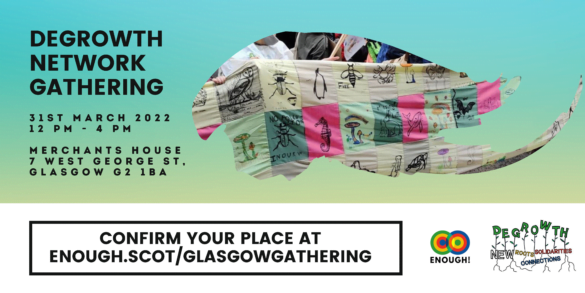 DEGROWTH
NETWORK
GATHERING
31ST MARCH 2022
12 PM - 4 PM
MERCHANTS HOUSE
7 WEST GEORGE ST,
GLASGOW G2 1BA
CONFIRM YOUR PLACE AT
ENOUGH.SCOT/GLASGOWGATHERING
ENOUGH!
DEGROWTH
NEW ROOTS SOLIDARITIES
CONNECTIONS